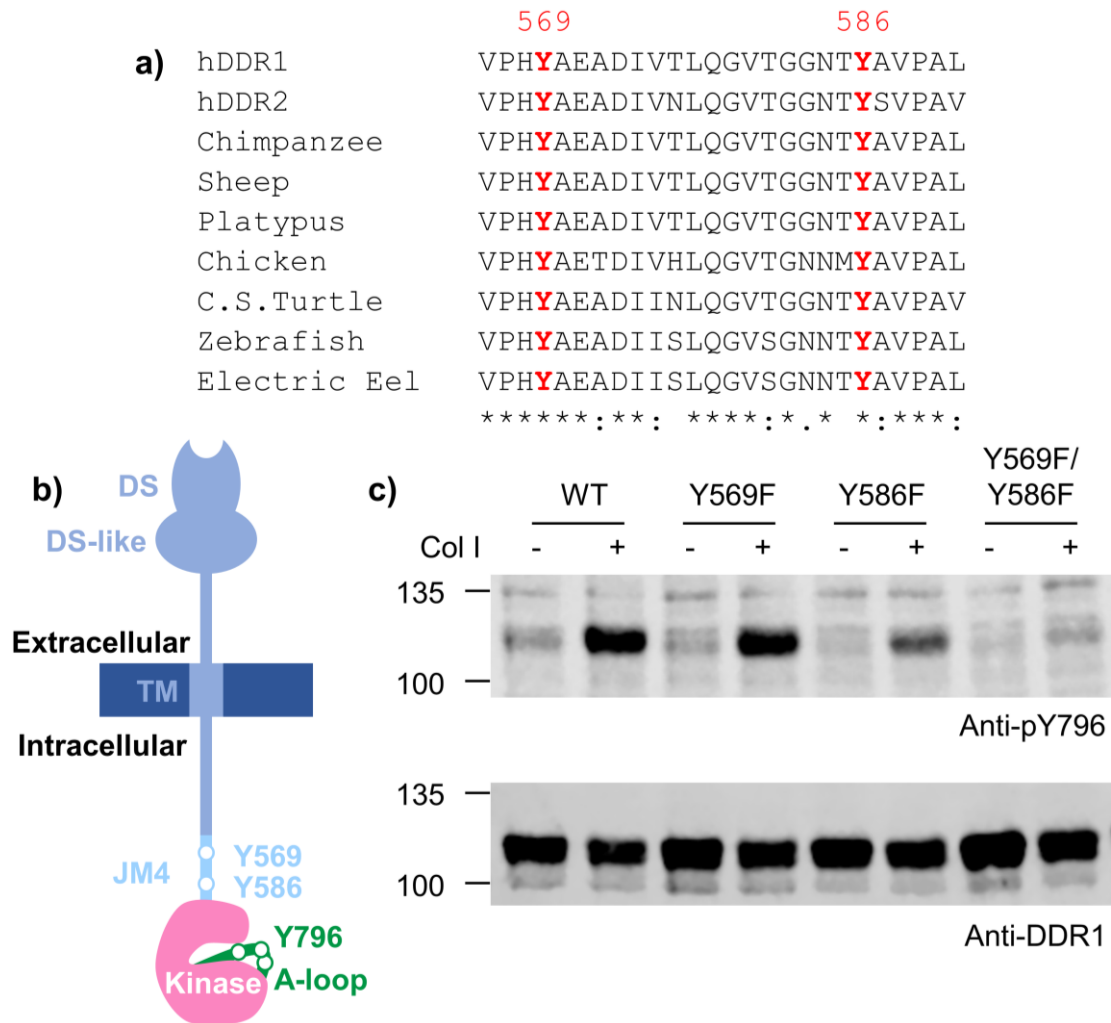 569 586
a) hDDR1 VPHYAEADIVTLQGVTGGNTYAVPAL
hDDR2 VPHYAEADIVNLQGVTGGNTYSVPAV
Chimpanzee VPHYAEADIVTLQGVTGGNTYAVPAL
Sheep VPHYAEADIVTLQGVTGGNTYAVPAL
Platypus VPHYAEADIVTLQGVTGGNTYAVPAL
Chicken VPHYAETDIVHLQGVTGNNMYAVPAL
C.S.Turtle VPHYAEADIINLQGVTGGNTYAVPAV
Zebrafish VPHYAEADIISLQGVSGNNTYAVPAL
Electric Eel VPHYAEADIISLQGVSGNNTYAVPAL
******:**: ****:*.* *:***:
b)
DS
DS-like
Extracellular
TM
Intracellular
JM4
Y569
Y586
Y796
Kinase
A-loop
c)
WT Y569F Y586F Y569F/
Y586F
Col I - + - + - + - +
135
100
Anti-pY796
135
100
Anti-DDR1